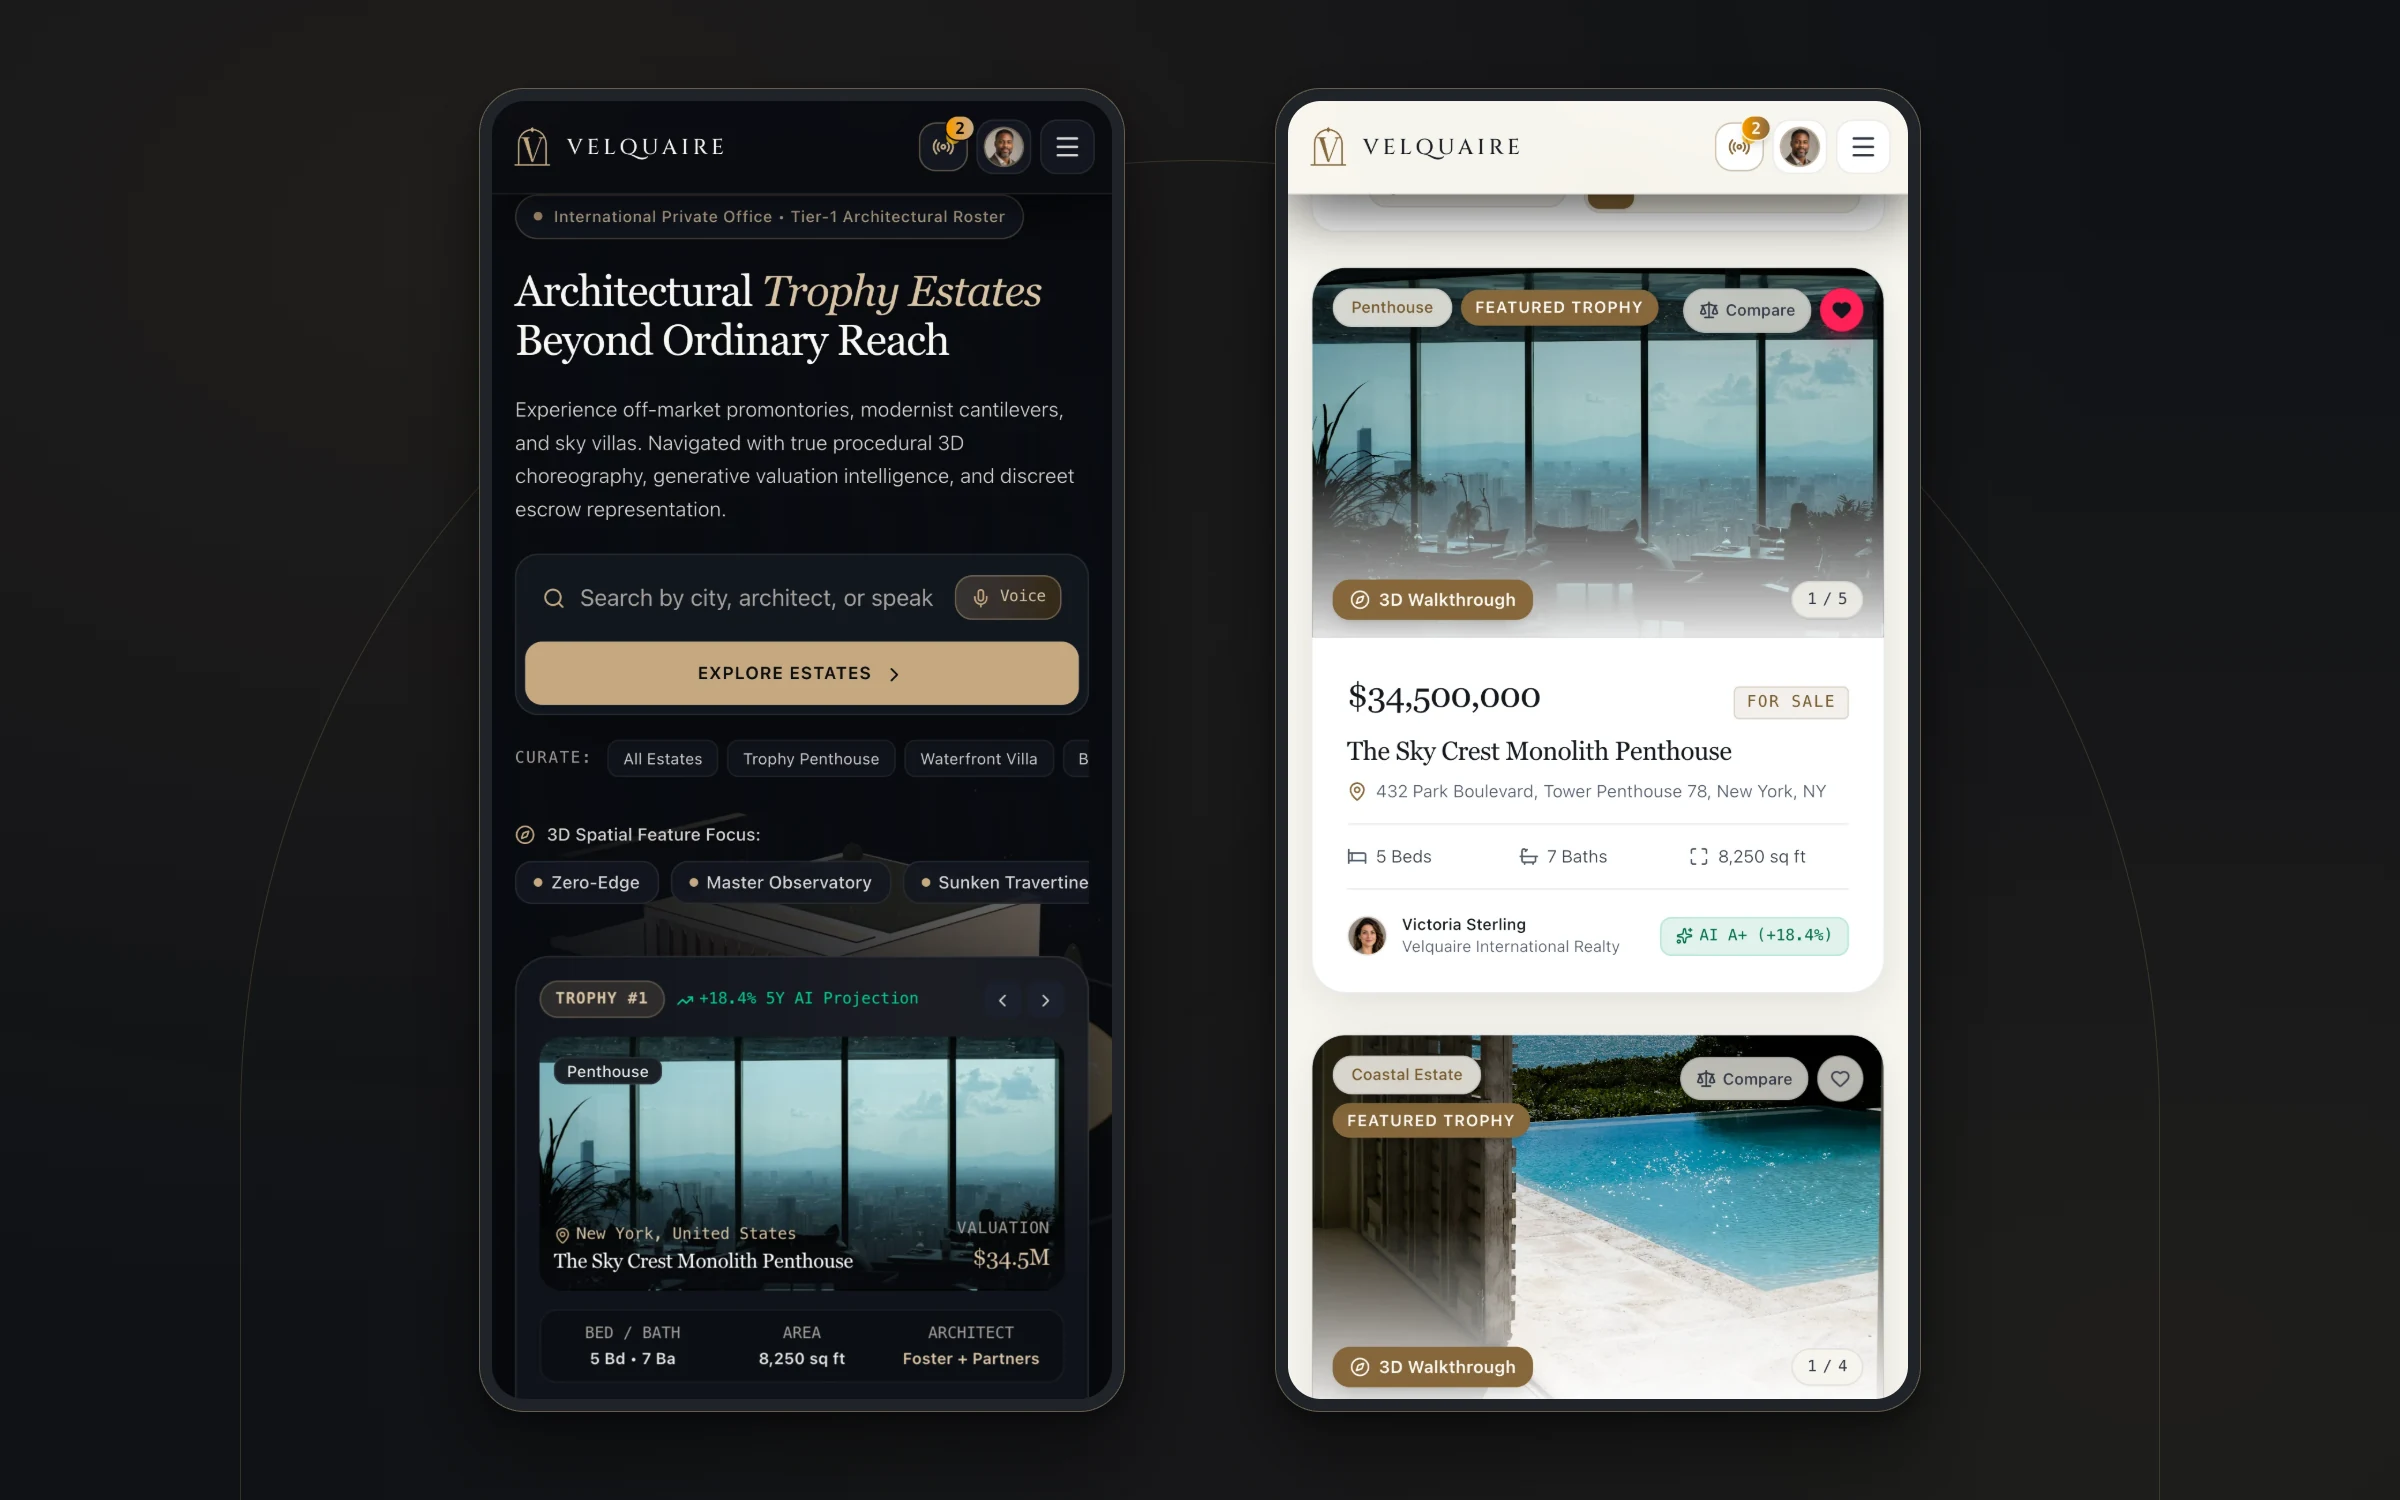 VELQUAIRE
2
International Private Office • Tier-1 Architectural Roster
Architectural Trophy Estates
Beyond Ordinary Reach
Experience off-market promontories, modernist cantilevers,
and sky villas. Navigated with true procedural 3D
choreography, generative valuation intelligence, and discreet
escrow representation.
Search by city, architect, or speak
Voice
EXPLORE ESTATES
CURATE:
All Estates
Trophy Penthouse
Waterfront Villa
B
3D Spatial Feature Focus:
Zero-Edge
Master Observatory
Sunken Travertine
TROPHY #1
+18.4% 5Y AI Projection
Penthouse
New York, United States
The Sky Crest Monolith Penthouse
VALUATION
$34.5M
BED / BATH
5 Bd • 7 Ba
AREA
8,250 sq ft
ARCHITECT
Foster + Partners
VELQUAIRE
2
Penthouse
FEATURED TROPHY
Compare
3D Walkthrough
1 / 5
$34,500,000
FOR SALE
The Sky Crest Monolith Penthouse
432 Park Boulevard, Tower Penthouse 78, New York, NY
5 Beds
7 Baths
8,250 sq ft
Victoria Sterling
Velquaire International Realty
AI A+ (+18.4%)
Coastal Estate
FEATURED TROPHY
Compare
3D Walkthrough
1 / 4